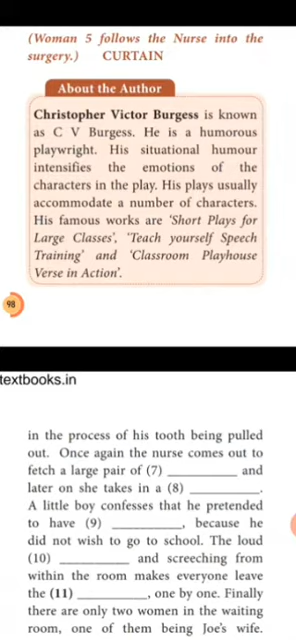 (Woman 5 follows the Nurse into the
surgery.) CURTAIN
About the Author
Christopher Victor Burgess is known
as C V Burgess. He is a humorous
playwright. His situational humour
intensifies the emotions of the
characters in the play. His plays usually
accommodate a number of characters.
His famous works are 'Short Plays for
Large Classes', 'Teach yourself Speech
Training' and 'Classroom Playhouse
Verse in Action'.
98
textbooks.in
in the process of his tooth being pulled
out. Once again the nurse comes out to
fetch a large pair of (7) __________ and
later on she takes in a (8) __________.
A little boy confesses that he pretended
to have (9) __________, because he
did not wish to go to school. The loud
(10) __________ and screeching from
within the room makes everyone leave
the (11) __________, one by one. Finally
there are only two women in the waiting
room, one of them being Joe's wife.